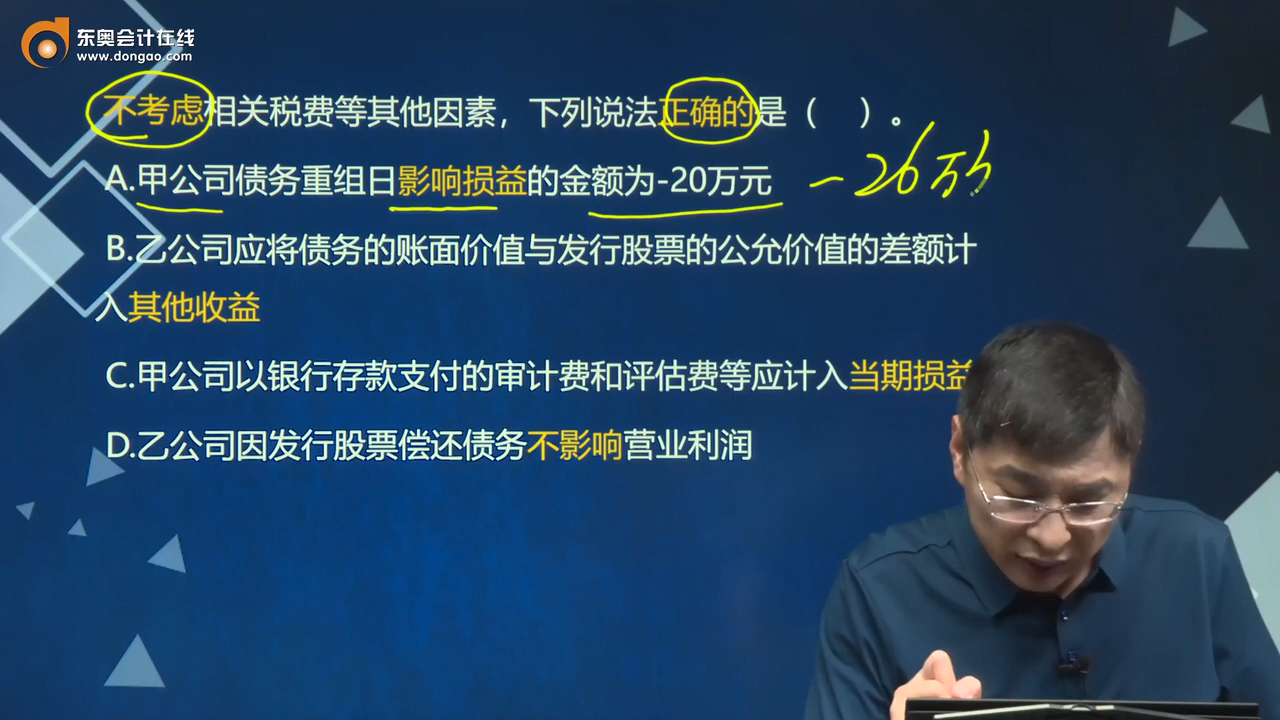 东奥会计在线
www.dongao.com
不考虑相关税费等其他因素，下列说法正确的是（　）。
A.甲公司债务重组日影响损益的金额为-20万元 -26万
B.乙公司应将债务的账面价值与发行股票的公允价值的差额计
入其他收益
C.甲公司以银行存款支付的审计费和评估费等应计入当期损益
D.乙公司因发行股票偿还债务不影响营业利润